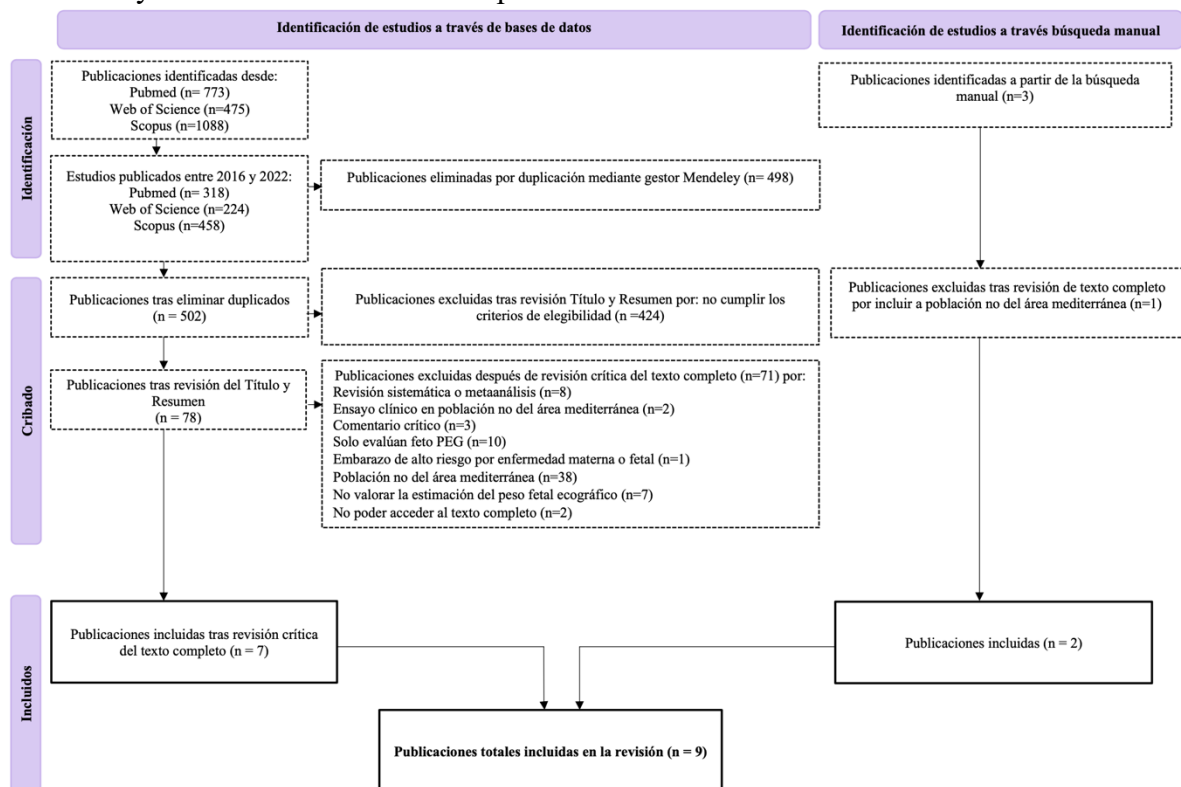 Identificación de estudios a través de bases de datos
Identificación de estudios a través búsqueda manual
Identificación
Publicaciones identificadas desde:
Pubmed (n= 773)
Web of Science (n=475)
Scopus (n=1088)
Publicaciones identificadas a partir de la búsqueda
manual (n=3)
Estudios publicados entre 2016 y 2022:
Pubmed (n= 318)
Web of Science (n=224)
Scopus (n=458)
Publicaciones eliminadas por duplicación mediante gestor Mendeley (n= 498)
Cribado
Publicaciones tras eliminar duplicados
(n = 502)
Publicaciones excluidas tras revisión Título y Resumen por: no cumplir los
criterios de elegibilidad (n =424)
Publicaciones excluidas tras revisión de texto completo
por incluir a población no del área mediterránea (n=1)
Publicaciones tras revisión del Título y
Resumen
(n = 78)
Publicaciones excluidas después de revisión crítica del texto completo (n=71) por:
Revisión sistemática o metaanálisis (n=8)
Ensayo clínico en población no del área mediterránea (n=2)
Comentario crítico (n=3)
Solo evalúan feto PEG (n=10)
Embarazo de alto riesgo por enfermedad materna o fetal (n=1)
Población no del área mediterránea (n=38)
No valorar la estimación del peso fetal ecográfico (n=7)
No poder acceder al texto completo (n=2)
Incluidos
Publicaciones incluidas tras revisión crítica
del texto completo (n = 7)
Publicaciones incluidas (n = 2)
Publicaciones totales incluidas en la revisión (n = 9)